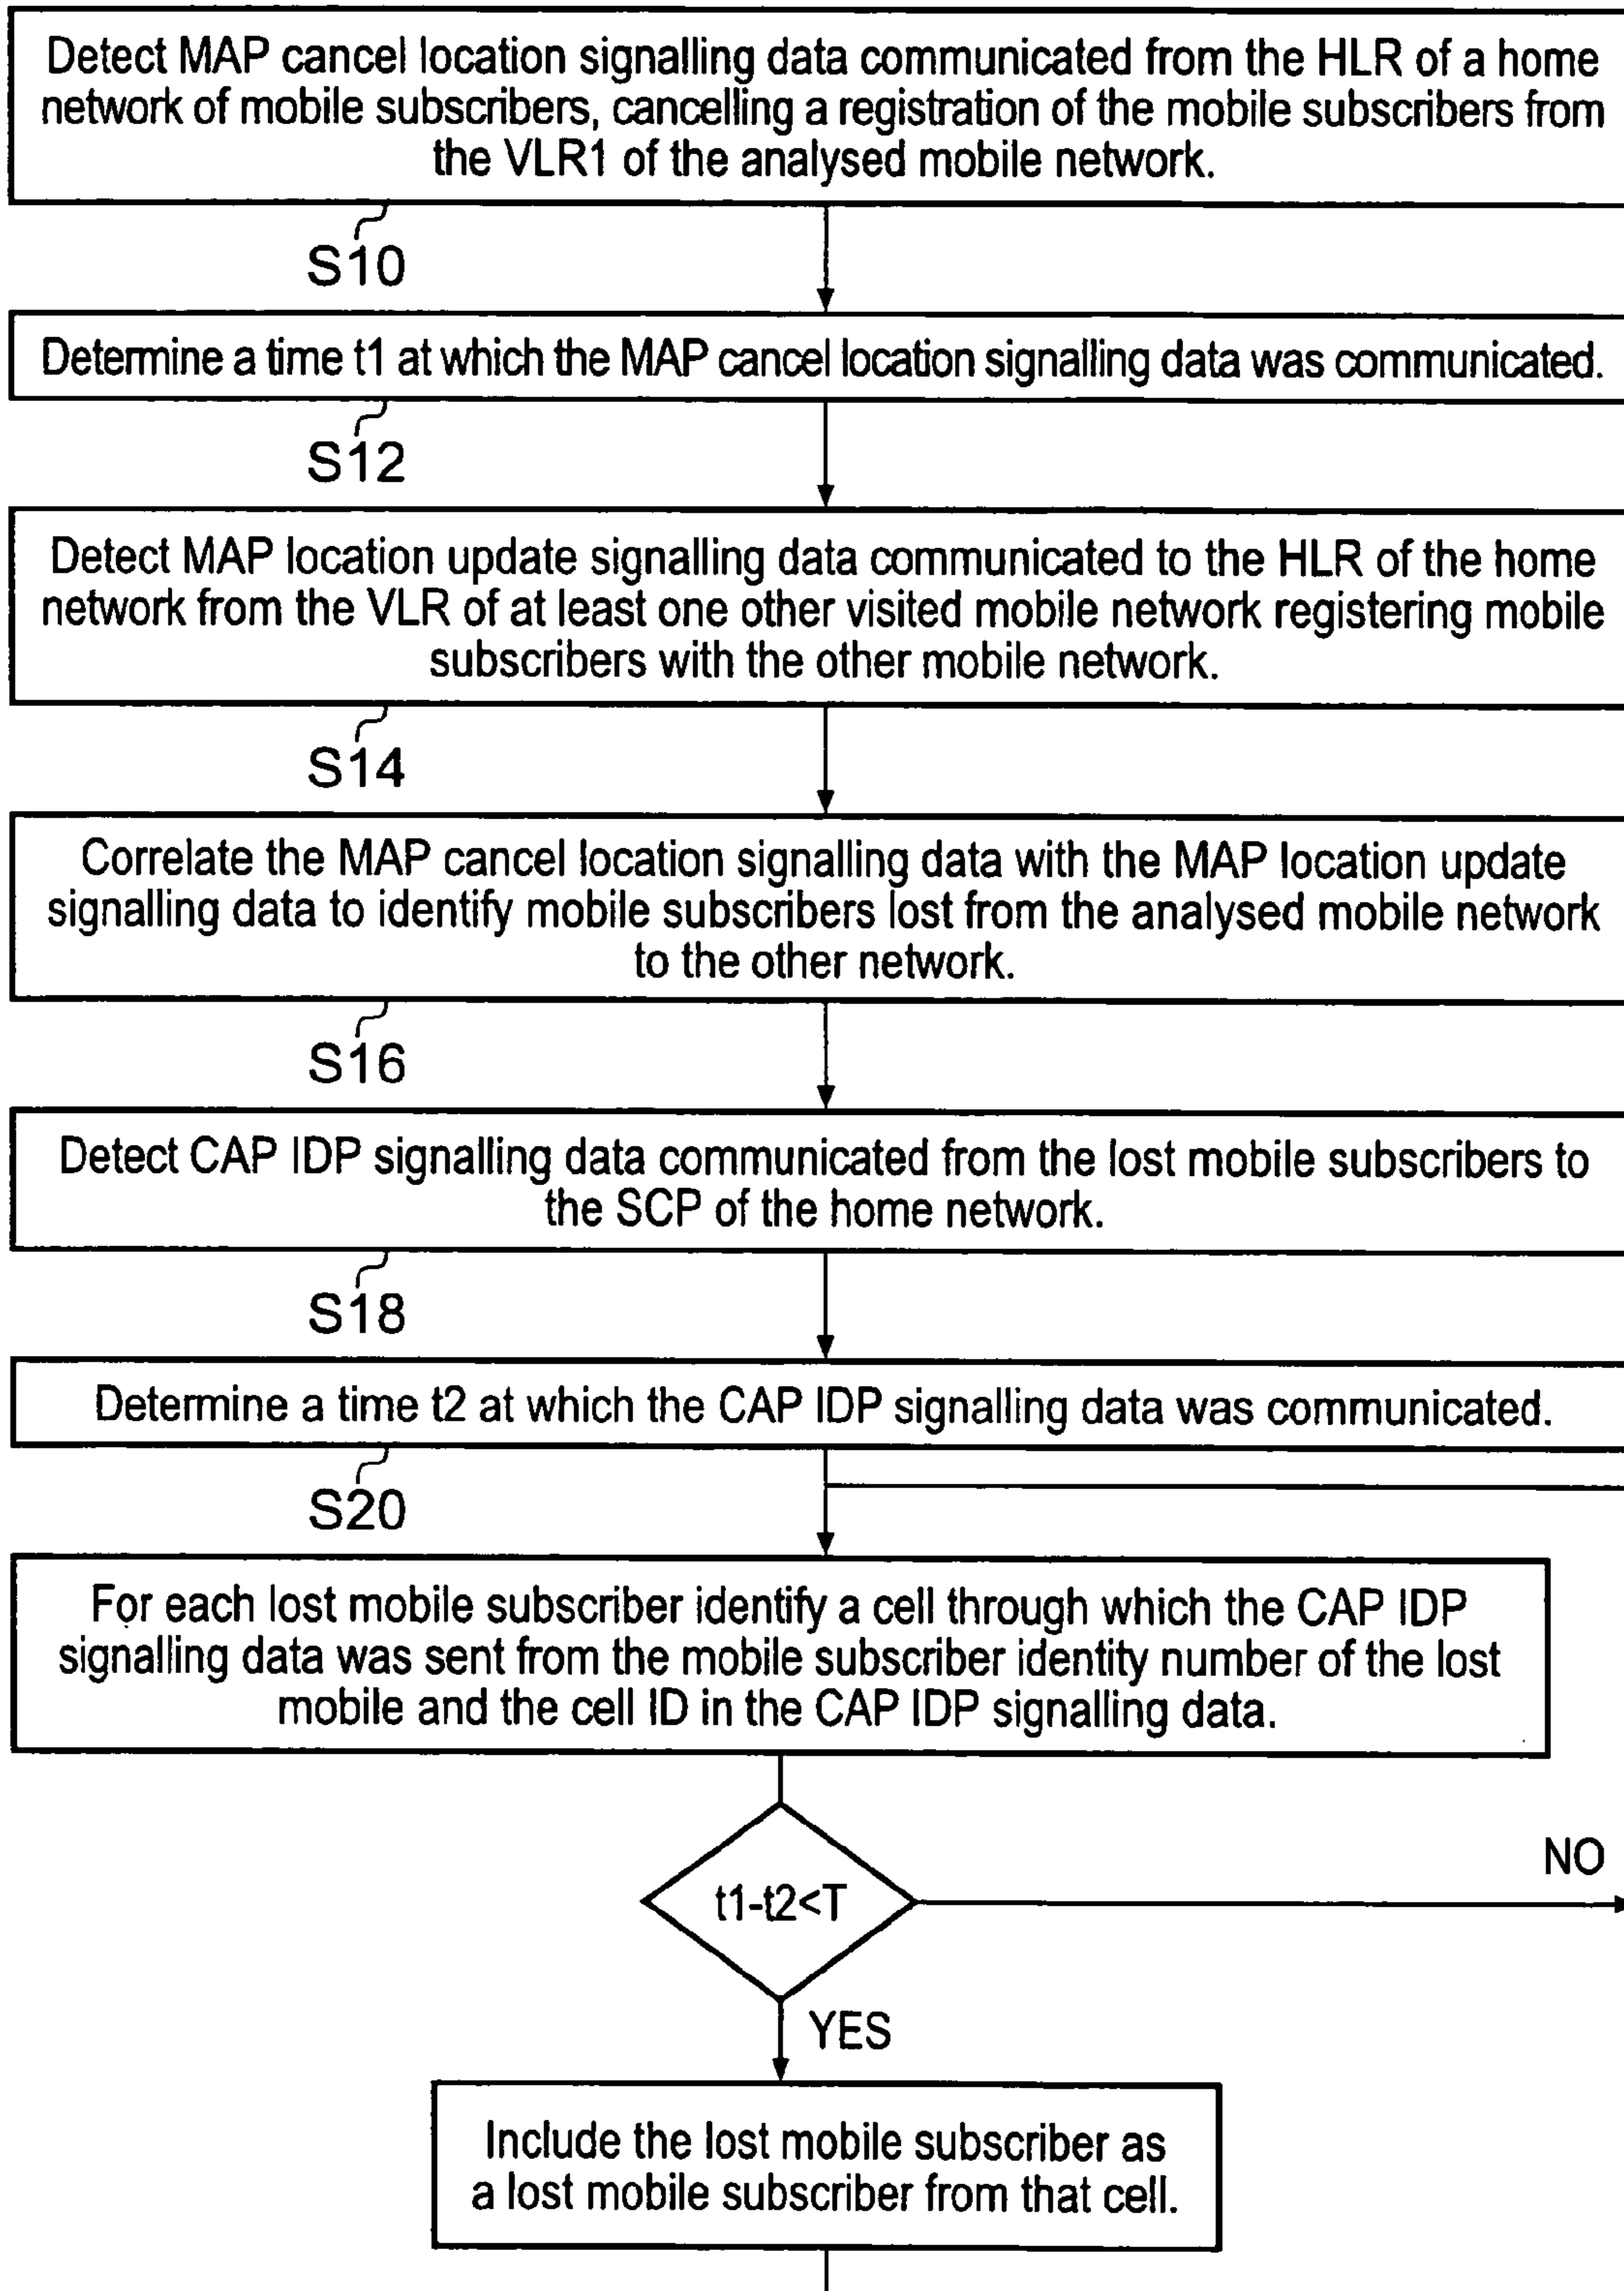 Detect MAP cancel location signalling data communicated from the HLR of a home
network of mobile subscribers, cancelling a registration of the mobile subscribers from
the VLR1 of the analysed mobile network.
S10
Determine a time t1 at which the MAP cancel location signalling data was communicated.
S12
Detect MAP location update signalling data communicated to the HLR of the home
network from the VLR of at least one other visited mobile network registering mobile
subscribers with the other mobile network.
S14
Correlate the MAP cancel location signalling data with the MAP location update
signalling data to identify mobile subscribers lost from the analysed mobile network
to the other network.
S16
Detect CAP IDP signalling data communicated from the lost mobile subscribers to
the SCP of the home network.
S18
Determine a time t2 at which the CAP IDP signalling data was communicated.
S20
For each lost mobile subscriber identify a cell through which the CAP IDP
signalling data was sent from the mobile subscriber identity number of the lost
mobile and the cell ID in the CAP IDP signalling data.
t1-t2<T
NO
YES
Include the lost mobile subscriber as
a lost mobile subscriber from that cell.